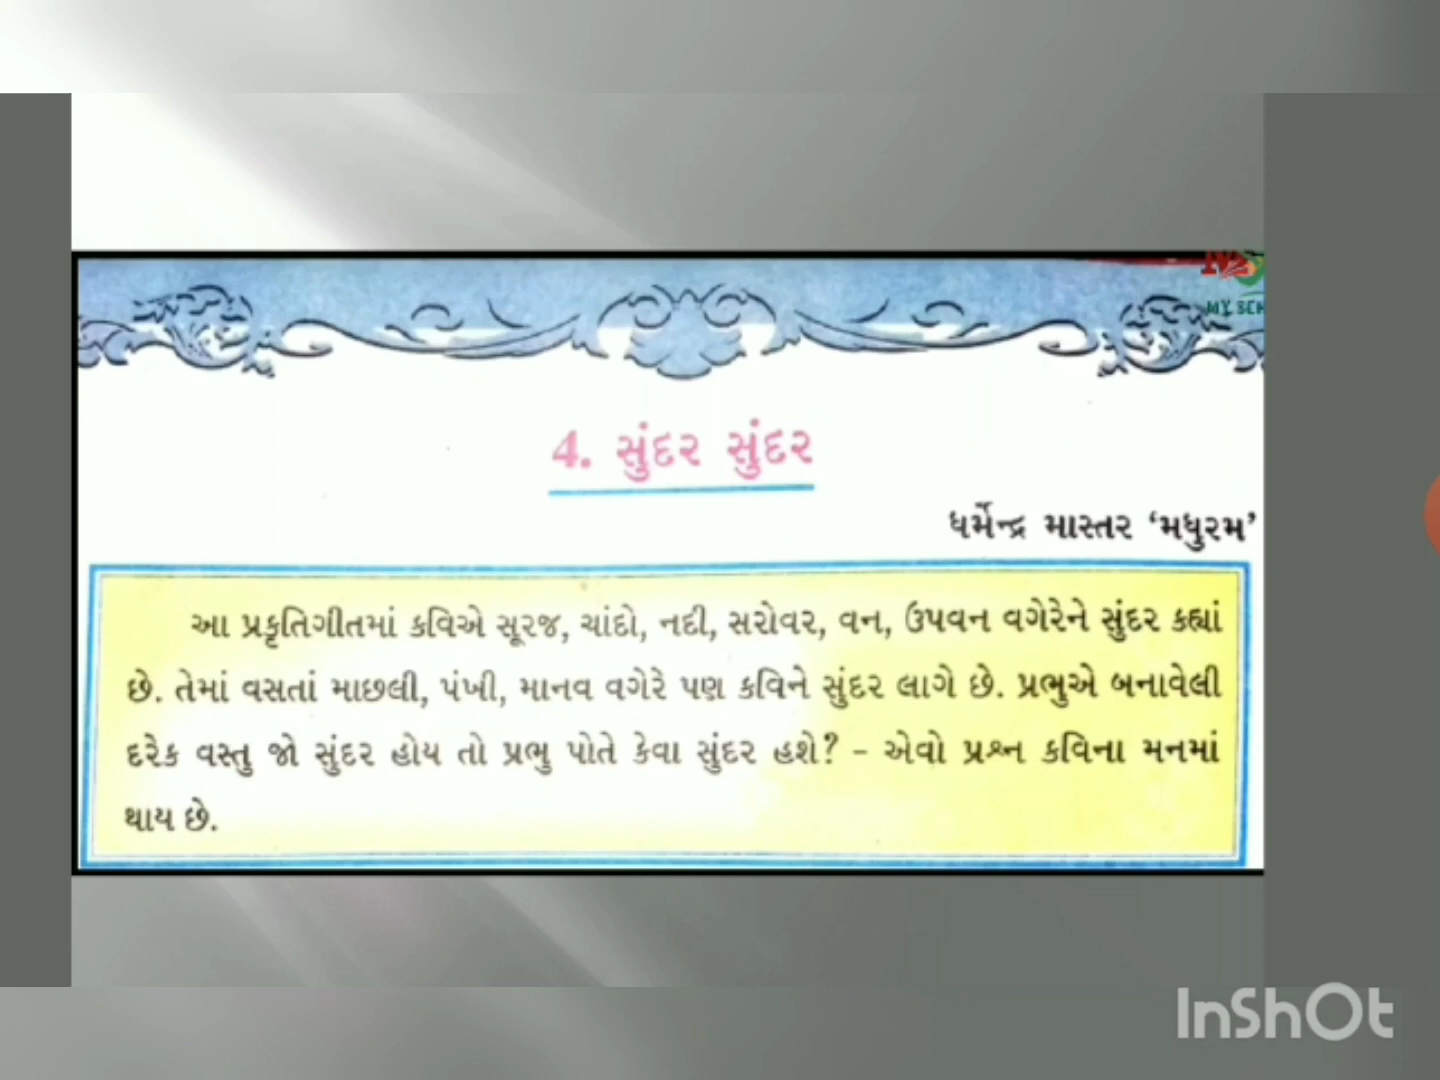 4. સુંદર સુંદર
ધર્મેન્દ્ર માસ્તર ‘મધુરમ’
આ પ્રકૃતિગીતમાં કવિએ સૂરજ, ચાંદો, નદી, સરોવર, વન, ઉપવન વગેરેને સુંદર કહ્યાં
છે. તેમાં વસતાં માછલી, પંખી, માનવ વગેરે પણ કવિને સુંદર લાગે છે. પ્રભુએ બનાવેલી
દરેક વસ્તુ જો સુંદર હોય તો પ્રભુ પોતે કેવા સુંદર હશે? – એવો પ્રશ્ન કવિના મનમાં
થાય છે.
InShOt